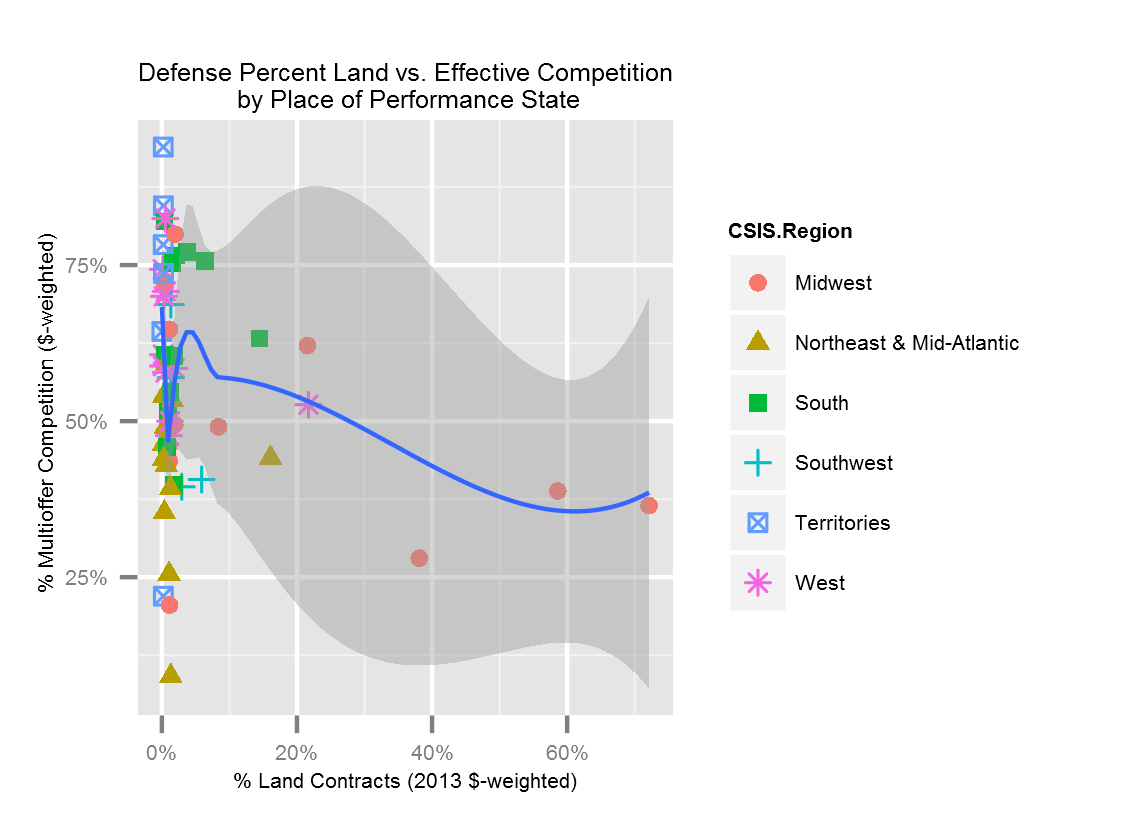 Defense Percent Land vs. Effective Competition
by Place of Performance State
% Multioffer Competition ($-weighted)
75%
50%
25%
0%
20%
40%
60%
% Land Contracts (2013 $-weighted)
CSIS.Region
Midwest
Northeast & Mid-Atlantic
South
Southwest
Territories
West